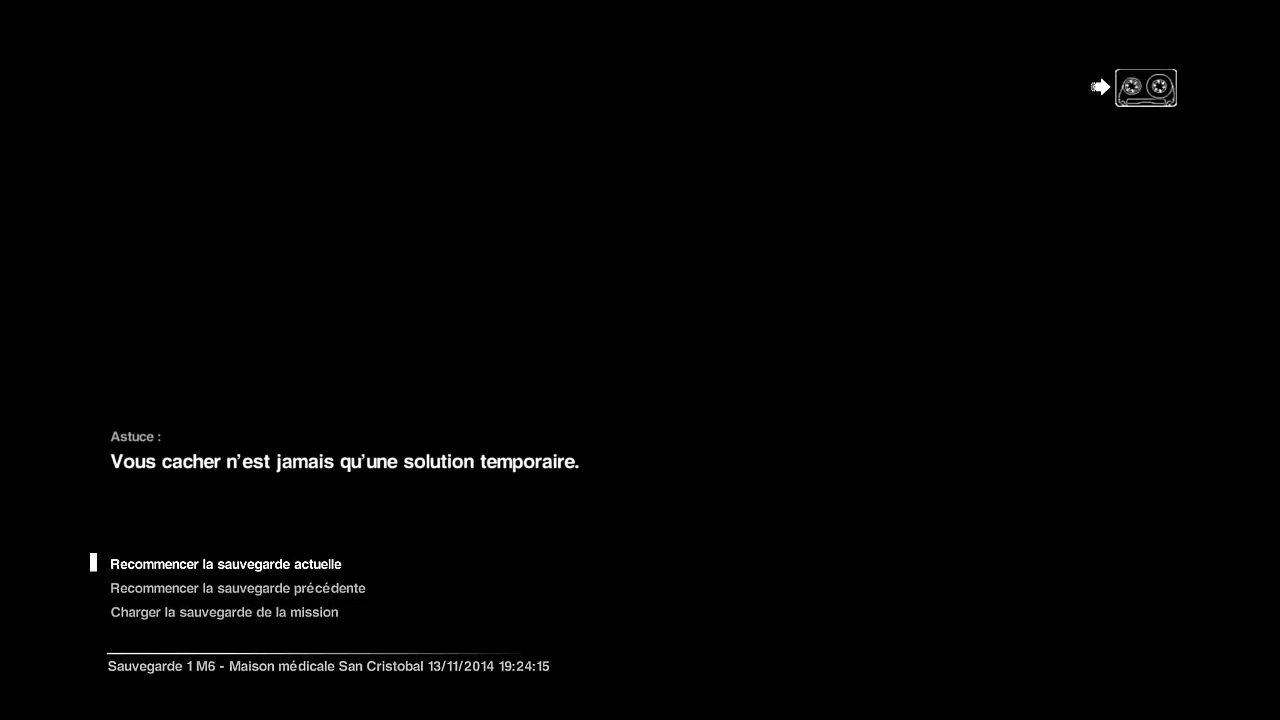 Astuce :
Vous cacher n’est jamais qu’une solution temporaire.
Recommencer la sauvegarde actuelle
Recommencer la sauvegarde précédente
Charger la sauvegarde de la mission
Sauvegarde 1 M6 - Maison médicale San Cristobal 13/11/2014 19:24:15